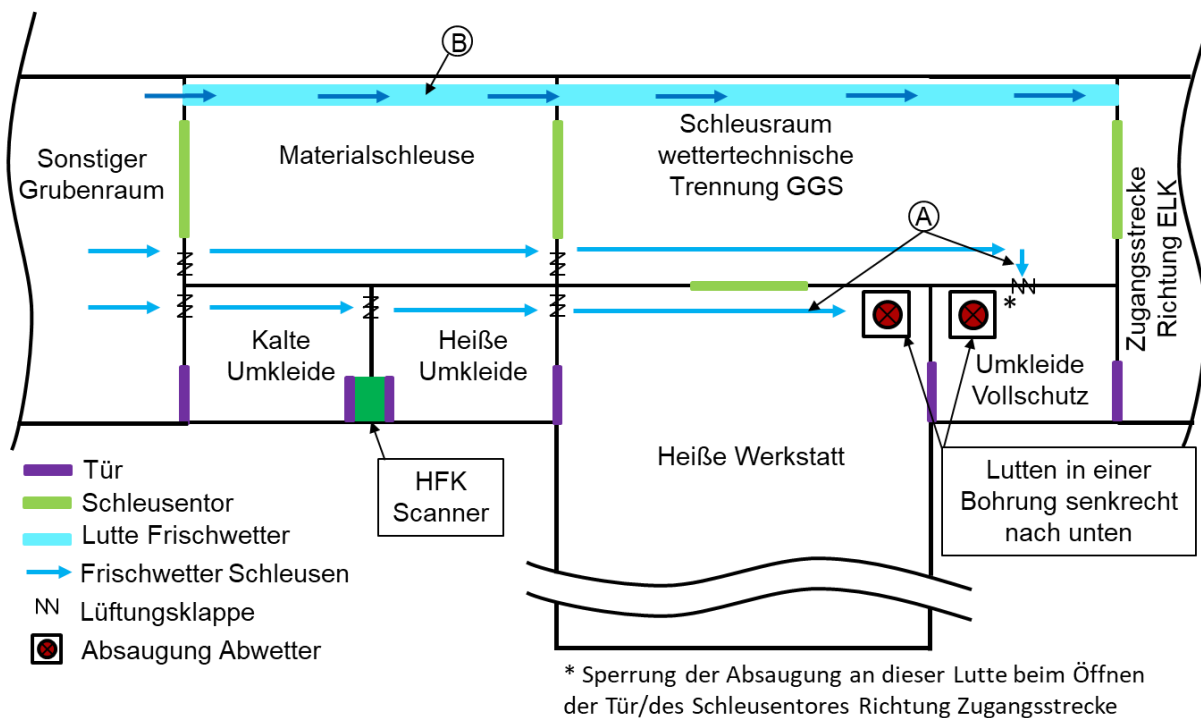 B
Sonstiger
Grubenraum
Materialschleuse
Schleusraum
wettertechnische
Trennung GGS
Zugangsstrecke
Richtung ELK
A
*
Kalte
Umkleide
Heiße
Umkleide
Umkleide
Vollschutz
Heiße Werkstatt
HFK
Scanner
Lutten in einer
Bohrung senkrecht
nach unten
Tür
Schleusentor
Lutte Frischwetter
Frischwetter Schleusen
Lüftungsklappe
Absaugung Abwetter
* Sperrung der Absaugung an dieser Lutte beim Öffnen
der Tür/des Schleusentores Richtung Zugangsstrecke